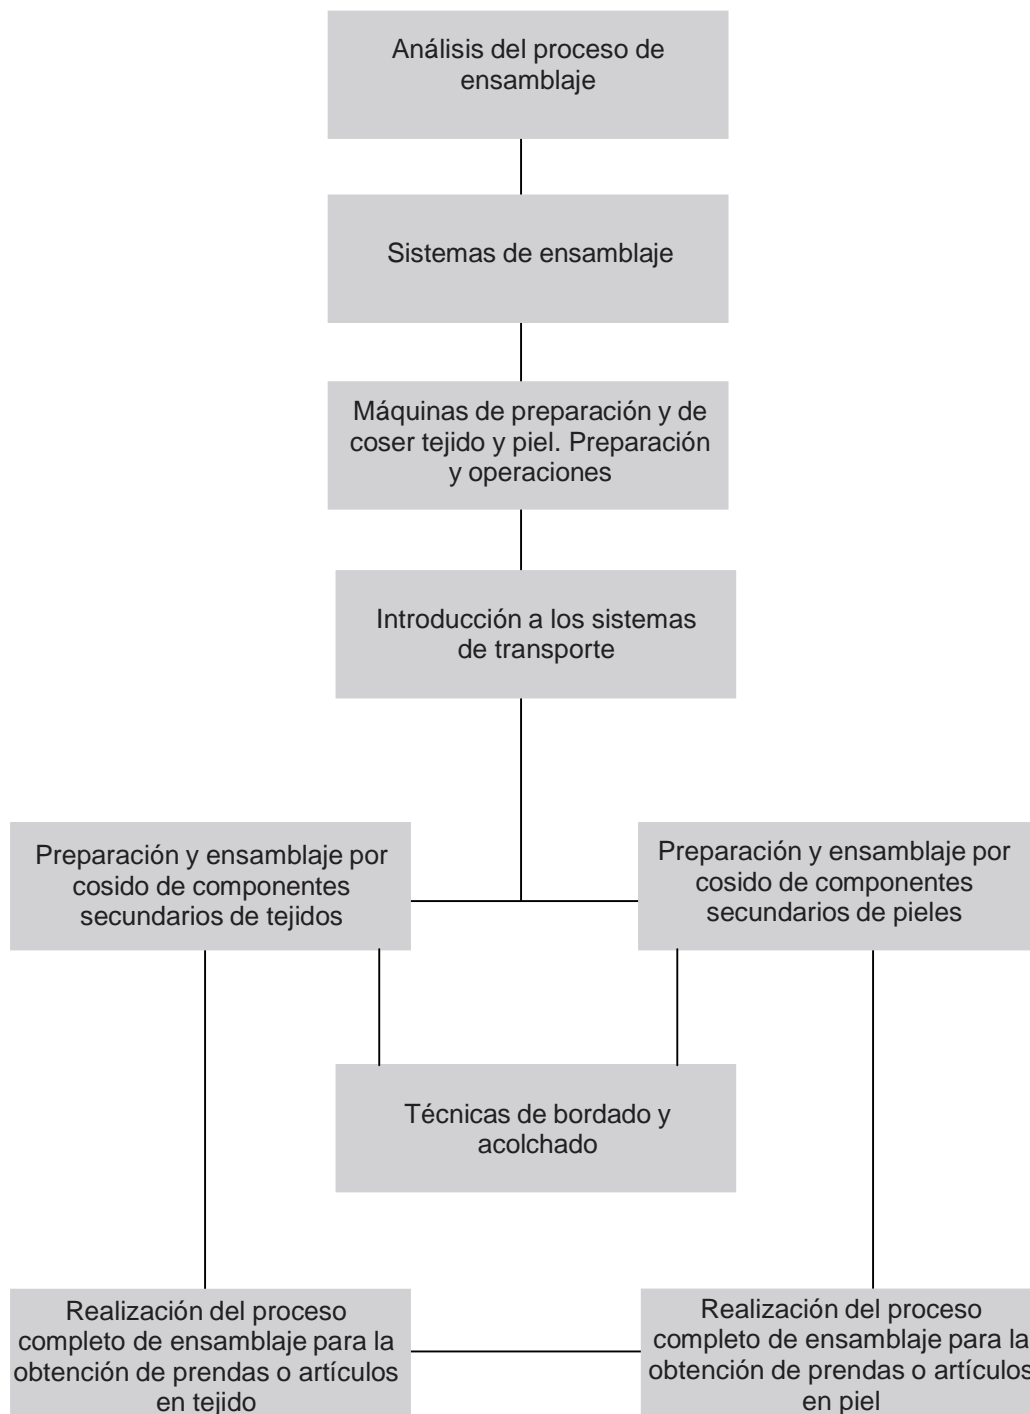 Análisis del proceso de
ensamblaje
Sistemas de ensamblaje
Máquinas de preparación y de
coser tejido y piel. Preparación
y operaciones
Introducción a los sistemas
de transporte
Preparación y ensamblaje por
cosido de componentes
secundarios de tejidos
Preparación y ensamblaje por
cosido de componentes
secundarios de pieles
Técnicas de bordado y
acolchado
Realización del proceso
completo de ensamblaje para la
obtención de prendas o artículos
en tejido
Realización del proceso
completo de ensamblaje para la
obtención de prendas o artículos
en piel